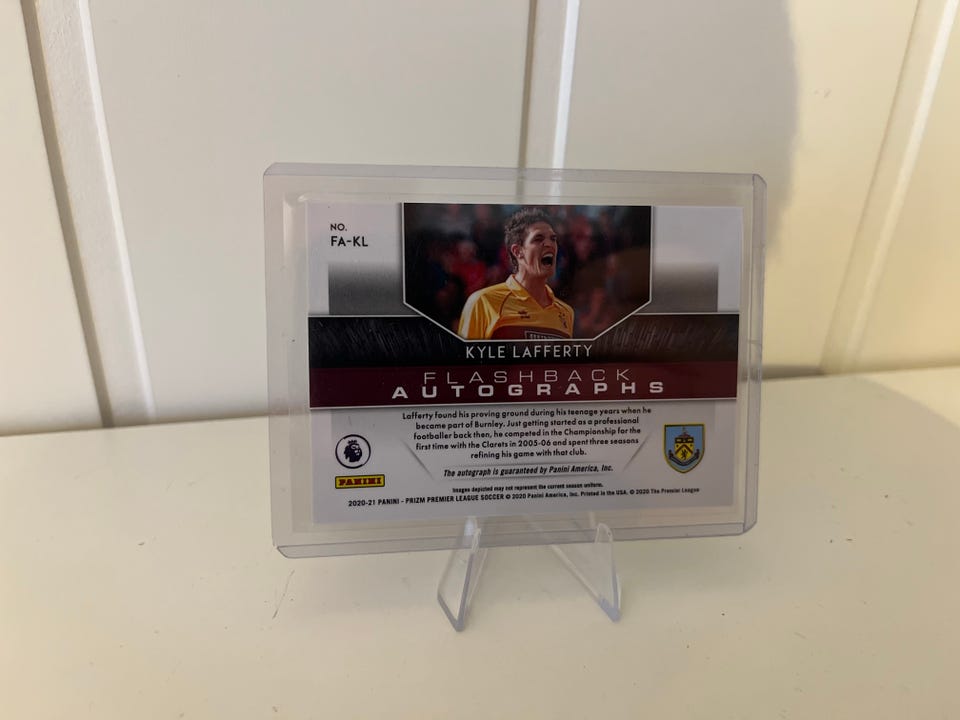 NO.
FA-KL
KYLE LAFFERTY
FLASHBACK
AUTOGRAPHS
Lafferty found his proving ground during his teenage years when he
became part of Burnley. Just getting started as a professional
footballer back then, he competed in the Championship for the
first time with the Clarets in 2005-06 and spent three seasons
refining his game with that club.
The autograph is guaranteed by Panini America, Inc.
PANINI
Images depicted may not represent the current season uniform.
2020-21 PANINI - PRIZM PREMIER LEAGUE SOCCER © 2020 Panini America, Inc. Printed in the USA. © 2020 The Premier League